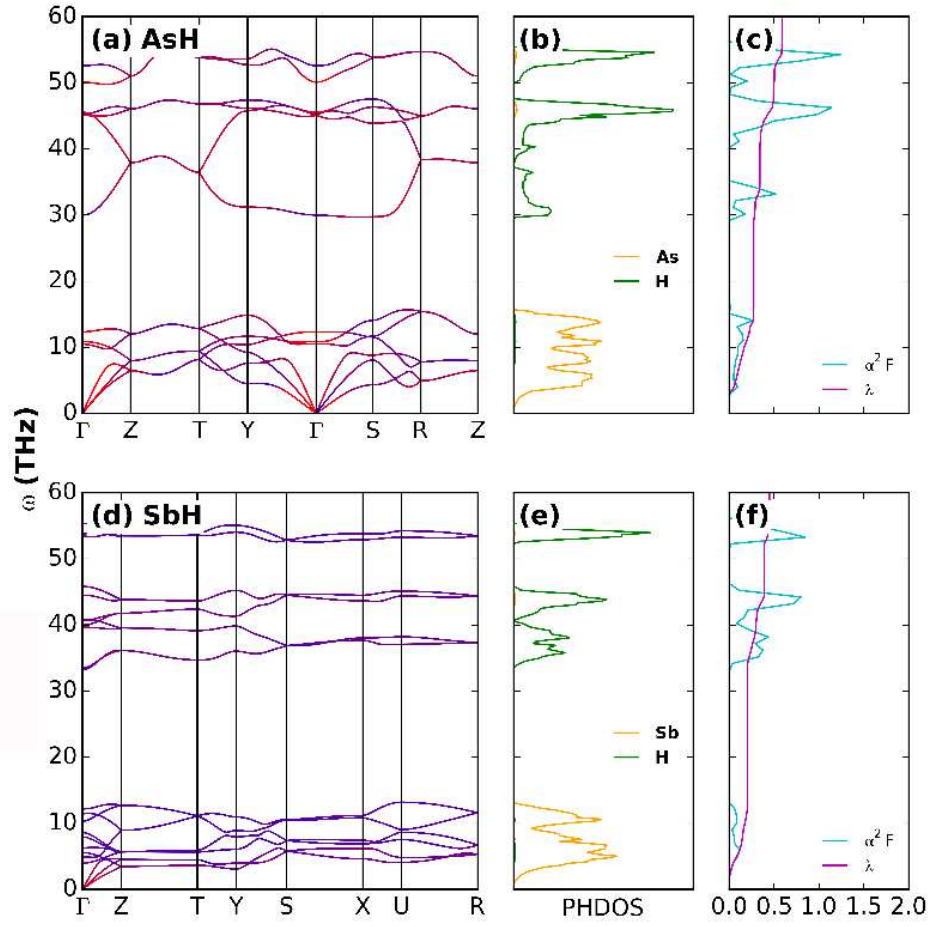 (a) AsH
(b)
(c)
60
50
40
30
20
10
0
As
H
α² F
λ
Γ Z T Y Γ S R Z
ω (THz)
(d) SbH
(e)
(f)
60
50
40
30
20
10
0
Sb
H
α² F
λ
Γ Z T Y S X U R
PHDOS
0.0 0.5 1.0 1.5 2.0